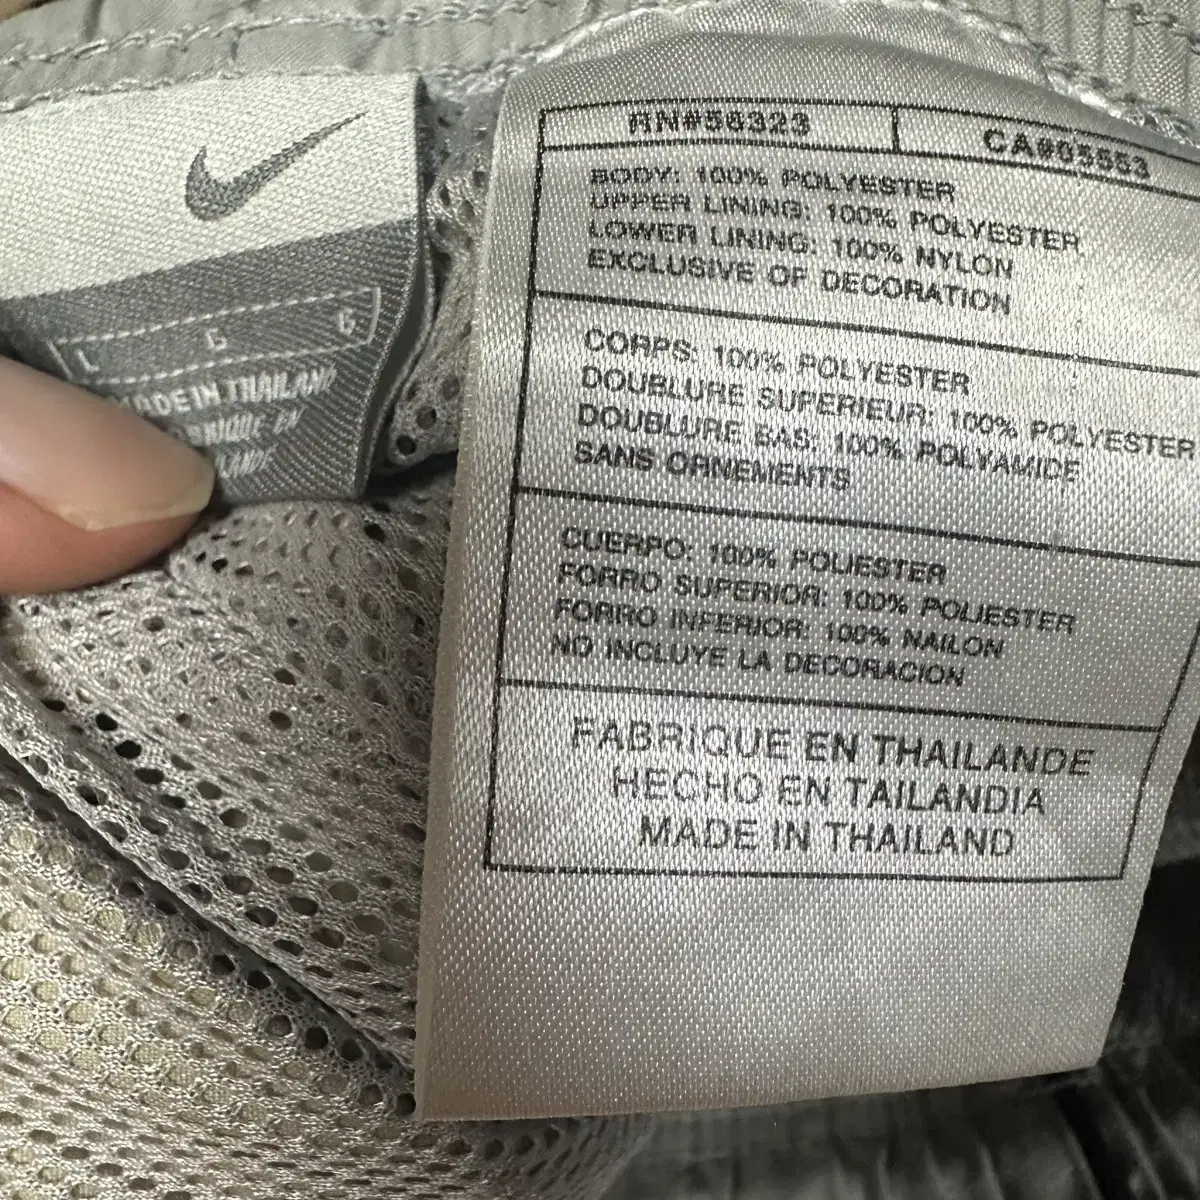 L G G
MADE IN THAILAND
RN#56323
CA#05553
BODY: 100% POLYESTER
UPPER LINING: 100% POLYESTER
LOWER LINING: 100% NYLON
EXCLUSIVE OF DECORATION
CORPS: 100% POLYESTER
DOUBLURE SUPERIEUR: 100% POLYESTER
DOUBLURE BAS: 100% POLYAMIDE
SANS ORNEMENTS
CUERPO: 100% POLIESTER
FORRO SUPERIOR: 100% POLIESTER
FORRO INFERIOR: 100% NAILON
NO INCLUYE LA DECORACION
FABRIQUE EN THAILANDE
HECHO EN TAILANDIA
MADE IN THAILAND